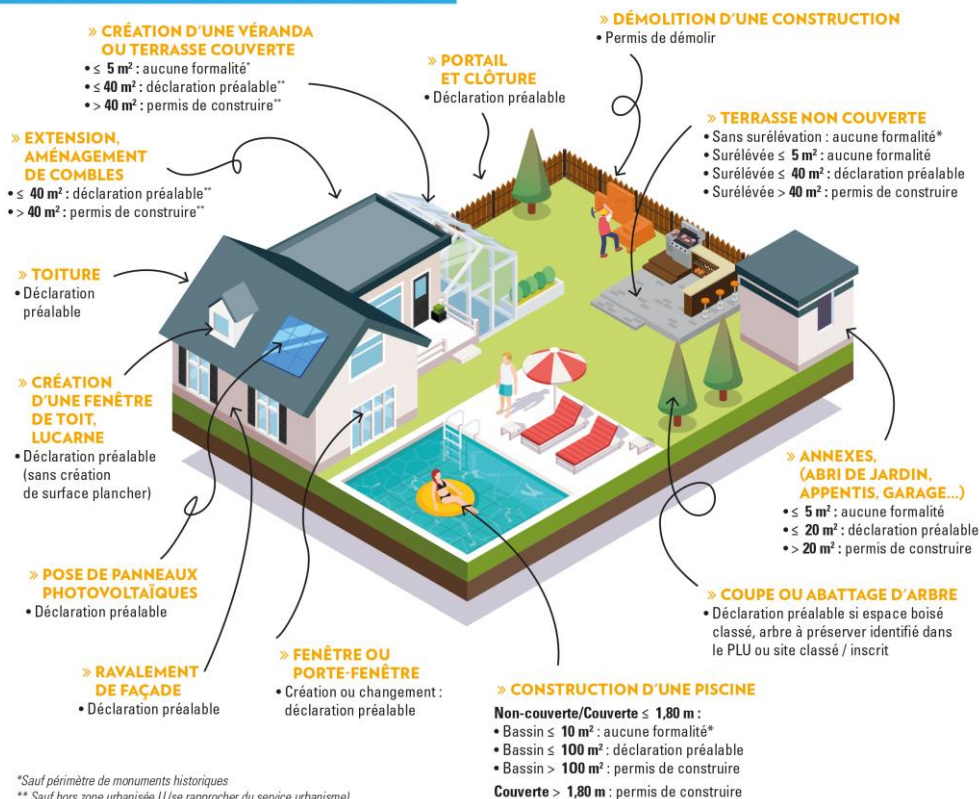 » CRÉATION D'UNE VÉRANDA
OU TERRASSE COUVERTE
• ≤ 5 m² : aucune formalité*
• ≤ 40 m² : déclaration préalable**
• > 40 m² : permis de construire**
» PORTAIL
ET CLÔTURE
• Déclaration préalable
» DÉMOLITION D'UNE CONSTRUCTION
• Permis de démolir
» TERRASSE NON COUVERTE
• Sans surélévation : aucune formalité*
• Surélévée ≤ 5 m² : aucune formalité
• Surélévée ≤ 40 m² : déclaration préalable
• Surélévée > 40 m² : permis de construire
» EXTENSION,
AMÉNAGEMENT
DE COMBLES
• ≤ 40 m² : déclaration préalable**
• > 40 m² : permis de construire**
» TOITURE
• Déclaration
préalable
» CRÉATION
D'UNE FENÊTRE
DE TOIT,
LUCARNE
• Déclaration préalable
(sans création
de surface plancher)
» ANNEXES,
(ABRI DE JARDIN,
APPENTIS, GARAGE...)
• ≤ 5 m² : aucune formalité
• ≤ 20 m² : déclaration préalable
• > 20 m² : permis de construire
» POSE DE PANNEAUX
PHOTOVOLTAÏQUES
• Déclaration préalable
» COUPE OU ABATTAGE D'ARBRE
• Déclaration préalable si espace boisé
classé, arbre à préserver identifié dans
le PLU ou site classé / inscrit
» RAVALEMENT
DE FAÇADE
• Déclaration préalable
» FENÊTRE OU
PORTE-FENÊTRE
• Création ou changement :
déclaration préalable
» CONSTRUCTION D'UNE PISCINE
Non-couverte/Couverte ≤ 1,80 m :
• Bassin ≤ 10 m² : aucune formalité*
• Bassin ≤ 100 m² : déclaration préalable
• Bassin > 100 m² : permis de construire
Couverte > 1,80 m : permis de construire
*Sauf périmètre de monuments historiques
** Sauf hors zone urbanisée U (se rapprocher du service urbanisme)